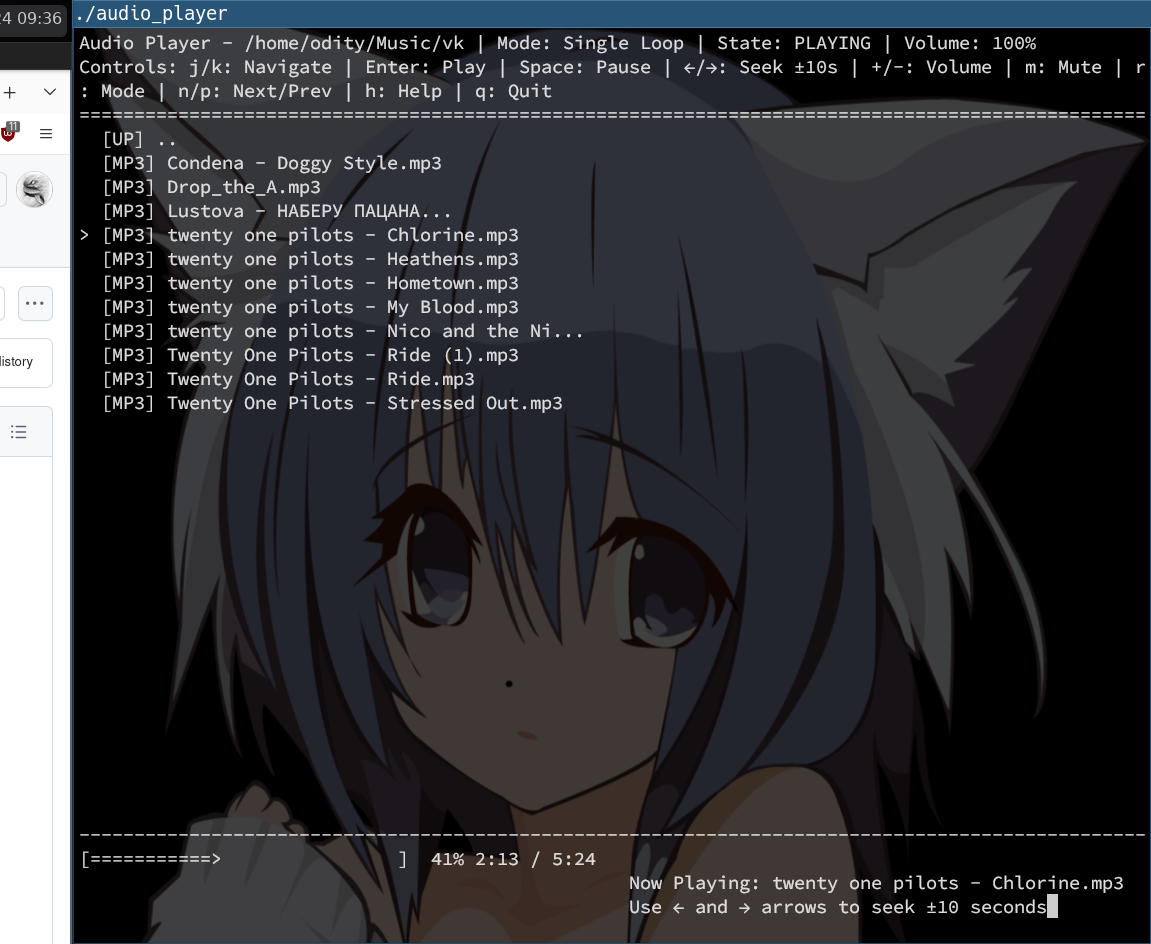 24 09:36
./audio_player
Audio Player - /home/odity/Music/vk | Mode: Single Loop | State: PLAYING | Volume: 100%
Controls: j/k: Navigate | Enter: Play | Space: Pause | ←/→: Seek ±10s | +/-: Volume | m: Mute | r
: Mode | n/p: Next/Prev | h: Help | q: Quit
11
[UP] ..
[MP3] Condena - Doggy Style.mp3
[MP3] Drop_the_A.mp3
[MP3] Lustova - НАБЕРУ ПАЦАНА...
> [MP3] twenty one pilots - Chlorine.mp3
[MP3] twenty one pilots - Heathens.mp3
[MP3] twenty one pilots - Hometown.mp3
[MP3] twenty one pilots - My Blood.mp3
[MP3] twenty one pilots - Nico and the Ni...
[MP3] Twenty One Pilots - Ride (1).mp3
[MP3] Twenty One Pilots - Ride.mp3
[MP3] Twenty One Pilots - Stressed Out.mp3
istory
[===========> ] 41% 2:13 / 5:24
Now Playing: twenty one pilots - Chlorine.mp3
Use ← and → arrows to seek ±10 seconds